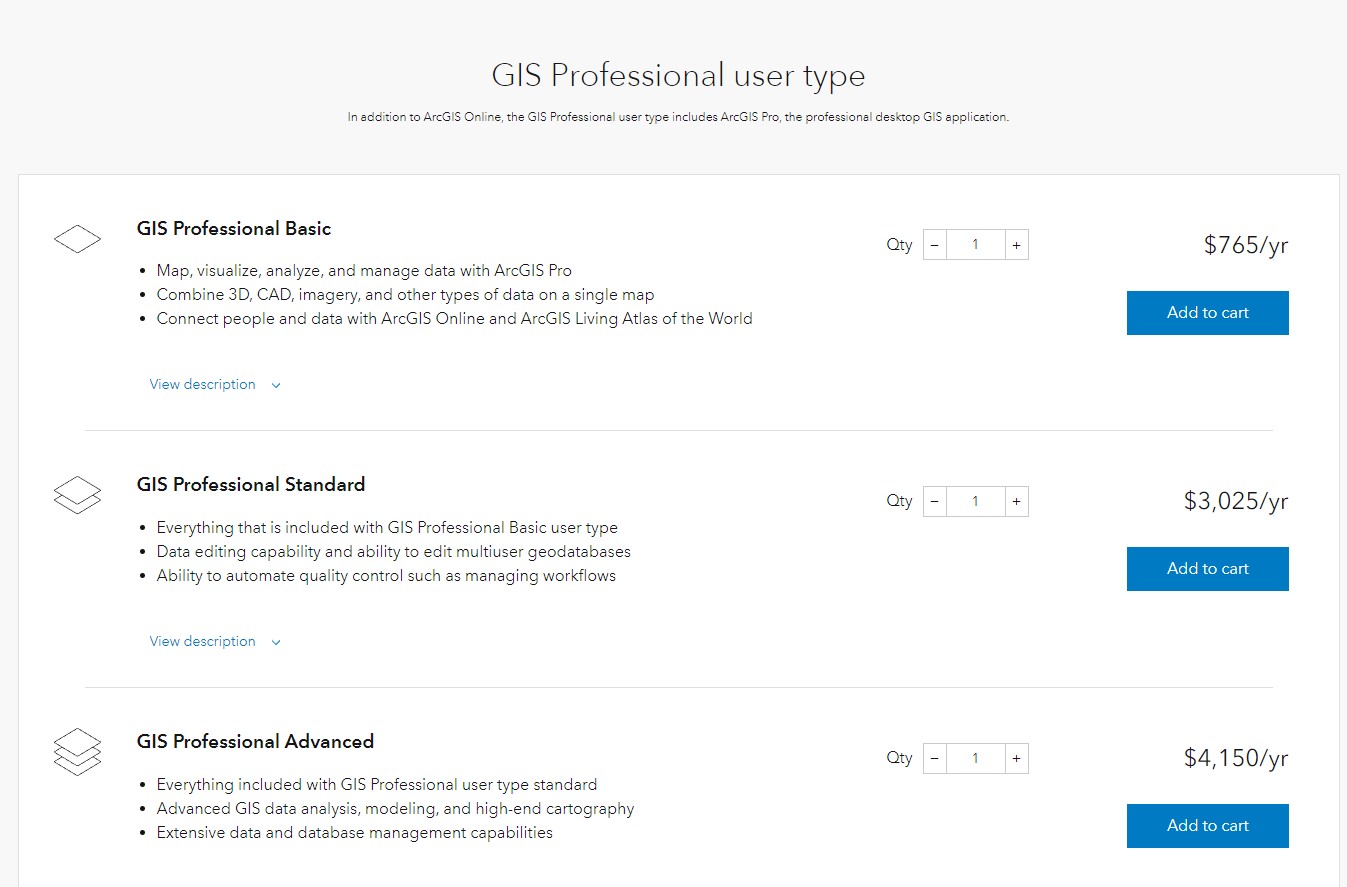 GIS Professional user type
In addition to ArcGIS Online, the GIS Professional user type includes ArcGIS Pro, the professional desktop GIS application.
GIS Professional Basic
Qty − 1 + $765/yr
• Map, visualize, analyze, and manage data with ArcGIS Pro
• Combine 3D, CAD, imagery, and other types of data on a single map
• Connect people and data with ArcGIS Online and ArcGIS Living Atlas of the World
Add to cart
View description
GIS Professional Standard
Qty − 1 + $3,025/yr
• Everything that is included with GIS Professional Basic user type
• Data editing capability and ability to edit multiuser geodatabases
• Ability to automate quality control such as managing workflows
Add to cart
View description
GIS Professional Advanced
Qty − 1 + $4,150/yr
• Everything included with GIS Professional user type standard
• Advanced GIS data analysis, modeling, and high-end cartography
• Extensive data and database management capabilities
Add to cart